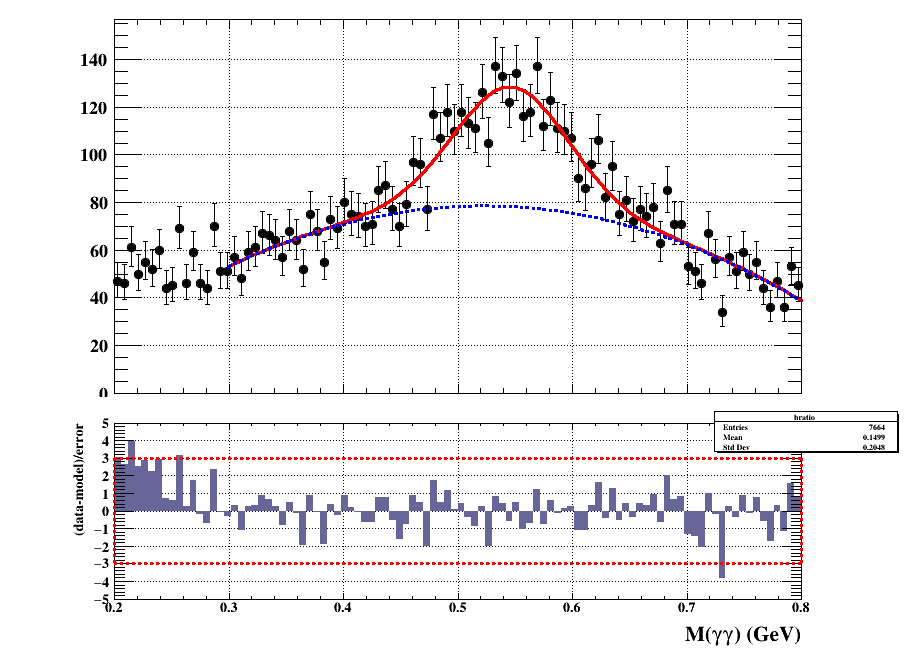 140
120
100
80
60
40
20
0
hratio
Entries 7664
Mean 0.1499
Std Dev 0.2048
(data-model)/error
5
4
3
2
1
0
−1
−2
−3
−4
−5
0.2 0.3 0.4 0.5 0.6 0.7 0.8
M(γγ) (GeV)